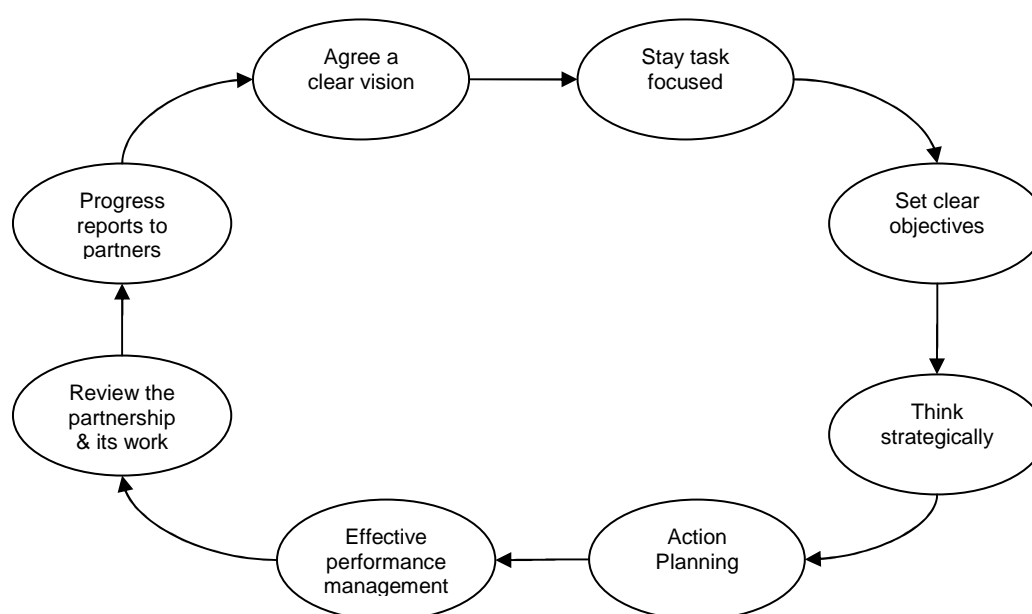 Agree a
clear vision
Stay task
focused
Set clear
objectives
Think
strategically
Action
Planning
Effective
performance
management
Review the
partnership
& its work
Progress
reports to
partners